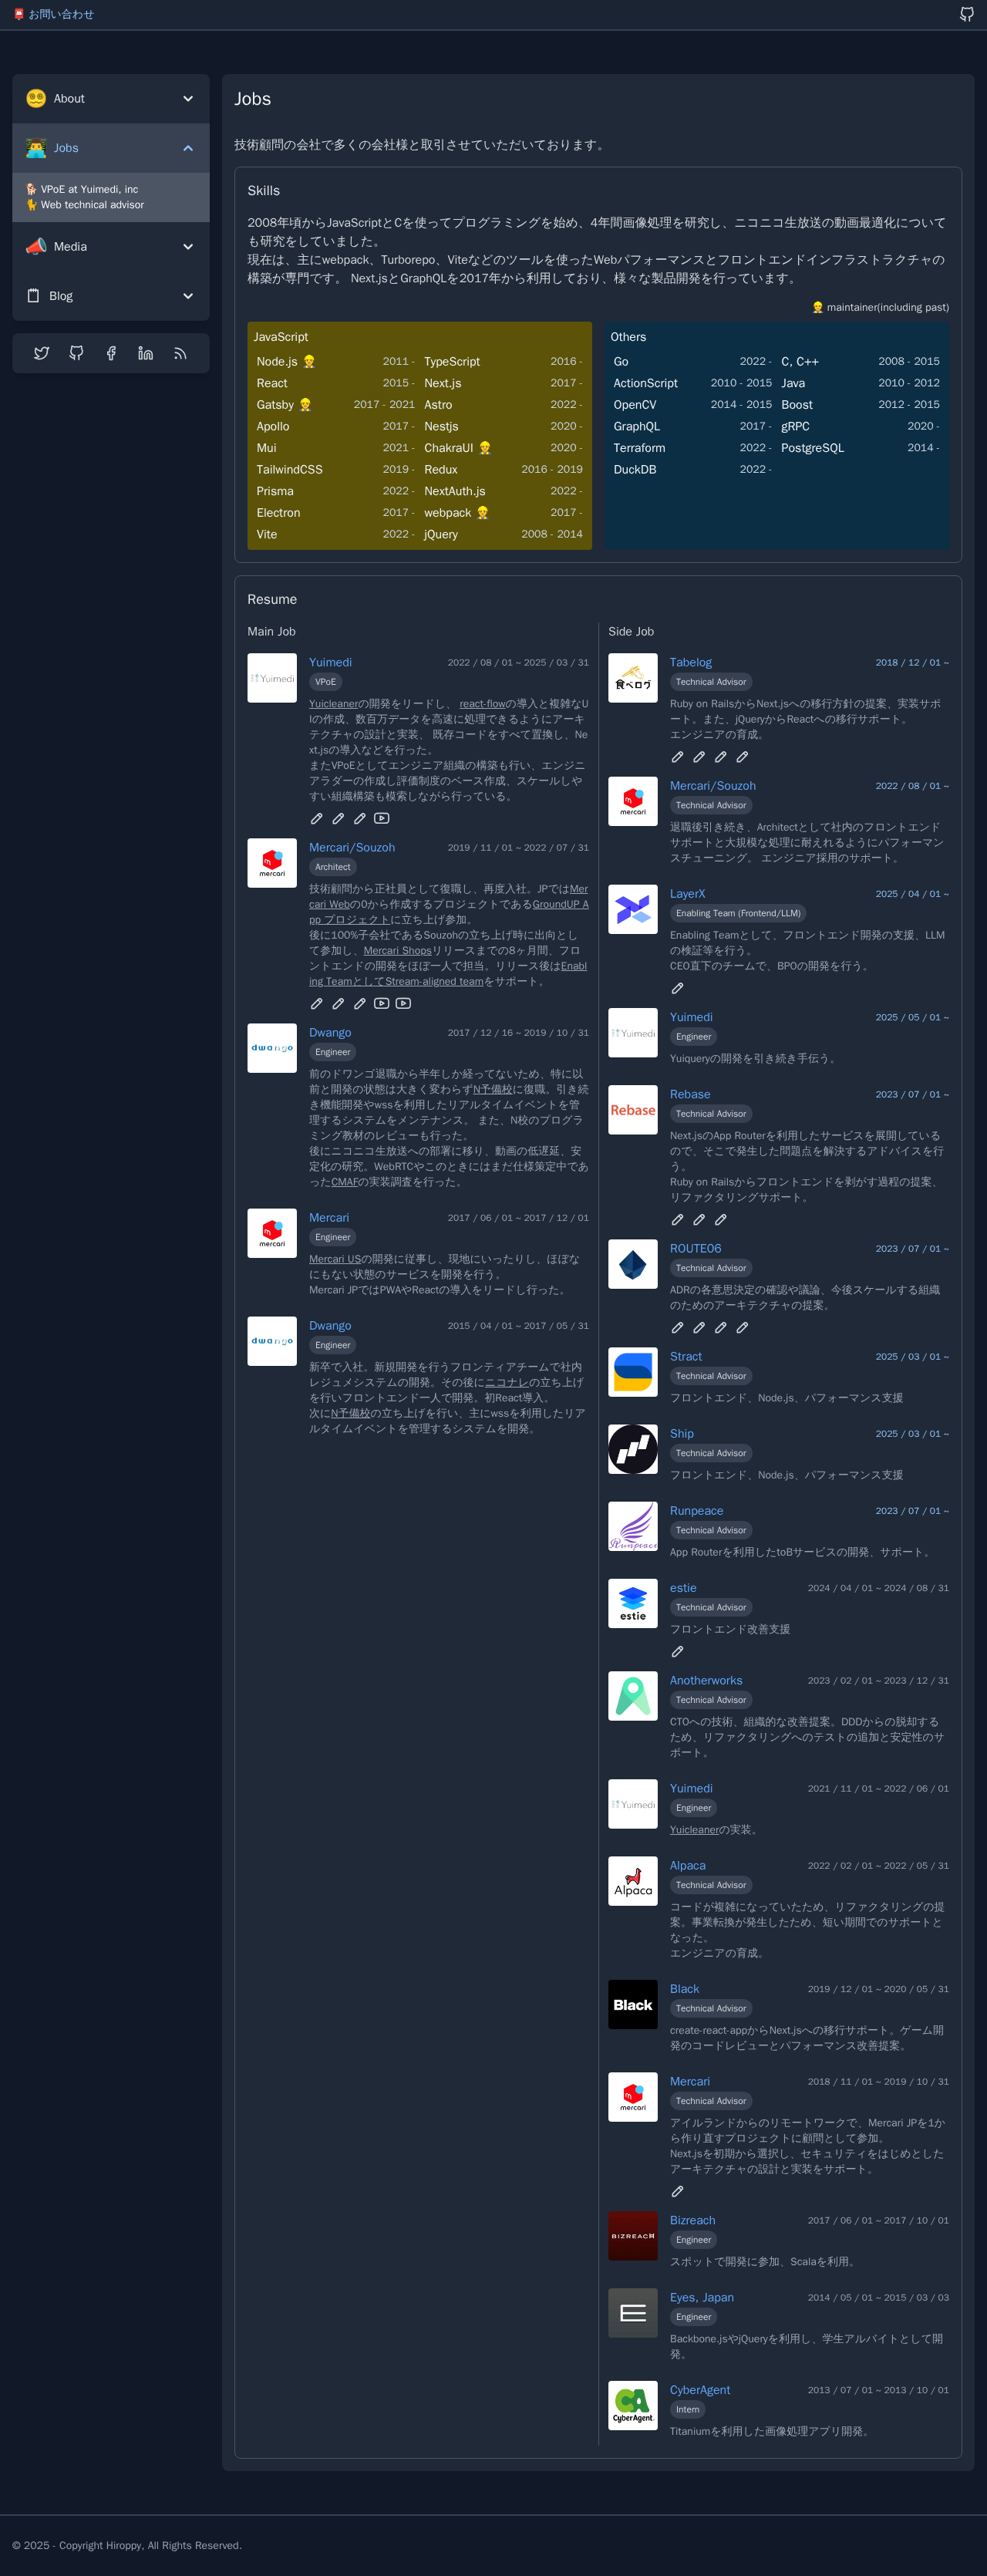 📮 お問い合わせ
About
Jobs
🐕 VPoE at Yuimedi, inc
🐈 Web technical advisor
Media
Blog
Jobs
技術顧問の会社で多くの会社様と取引させていただいております。
Skills
2008年頃からJavaScriptとCを使ってプログラミングを始め、4年間画像処理を研究し、ニコニコ生放送の動画最適化について
も研究をしていました。
現在は、主にwebpack、Turborepo、Viteなどのツールを使ったWebパフォーマンスとフロントエンドインフラストラクチャの
構築が専門です。 Next.jsとGraphQLを2017年から利用しており、様々な製品開発を行っています。
👷 maintainer(including past)
JavaScript
Node.js 👷 2011 - TypeScript 2016 -
React 2015 - Next.js 2017 -
Gatsby 👷 2017 - 2021 Astro 2022 -
Apollo 2017 - Nestjs 2020 -
Mui 2021 - ChakraUI 👷 2020 -
TailwindCSS 2019 - Redux 2016 - 2019
Prisma 2022 - NextAuth.js 2022 -
Electron 2017 - webpack 👷 2017 -
Vite 2022 - jQuery 2008 - 2014
Others
Go 2022 - C, C++ 2008 - 2015
ActionScript 2010 - 2015 Java 2010 - 2012
OpenCV 2014 - 2015 Boost 2012 - 2015
GraphQL 2017 - gRPC 2020 -
Terraform 2022 - PostgreSQL 2014 -
DuckDB 2022 -
Resume
Main Job
Yuimedi
Yuimedi 2022 / 08 / 01 ~ 2025 / 03 / 31
VPoE
Yuicleanerの開発をリードし、 react-flowの導入と複雑なU
Iの作成、数百万データを高速に処理できるようにアーキ
テクチャの設計と実装、 既存コードをすべて置換し、Ne
xt.jsの導入などを行った。
またVPoEとしてエンジニア組織の構築も行い、エンジニ
アラダーの作成し評価制度のベース作成、スケールしや
すい組織構築も模索しながら行っている。
mercari
Mercari/Souzoh 2019 / 11 / 01 ~ 2022 / 07 / 31
Architect
技術顧問から正社員として復職し、再度入社。JPではMer
cari Webの0から作成するプロジェクトであるGroundUP A
pp プロジェクトに立ち上げ参加。
後に100%子会社であるSouzohの立ち上げ時に出向とし
て参加し、Mercari Shopsリリースまでの8ヶ月間、フロ
ントエンドの開発をほぼ一人で担当。リリース後はEnabl
ing TeamとしてStream-aligned teamをサポート。
dwango
Dwango 2017 / 12 / 16 ~ 2019 / 10 / 31
Engineer
前のドワンゴ退職から半年しか経ってないため、特に以
前と開発の状態は大きく変わらずN予備校に復職。引き続
き機能開発やwssを利用したリアルタイムイベントを管
理するシステムをメンテナンス。 また、N校のプログラ
ミング教材のレビューも行った。
後にニコニコ生放送への部署に移り、動画の低遅延、安
定化の研究。WebRTCやこのときにはまだ仕様策定中であ
ったCMAFの実装調査を行った。
mercari
Mercari 2017 / 06 / 01 ~ 2017 / 12 / 01
Engineer
Mercari USの開発に従事し、現地にいったりし、ほぼな
にもない状態のサービスを開発を行う。
Mercari JPではPWAやReactの導入をリードし行った。
dwango
Dwango 2015 / 04 / 01 ~ 2017 / 05 / 31
Engineer
新卒で入社。新規開発を行うフロンティアチームで社内
レジュメシステムの開発。その後にニコナレの立ち上げ
を行いフロントエンド一人で開発。初React導入。
次にN予備校の立ち上げを行い、主にwssを利用したリア
ルタイムイベントを管理するシステムを開発。
Side Job
食べログ
Tabelog 2018 / 12 / 01 ~
Technical Advisor
Ruby on RailsからNext.jsへの移行方針の提案、実装サポ
ート。また、jQueryからReactへの移行サポート。
エンジニアの育成。
mercari
Mercari/Souzoh 2022 / 08 / 01 ~
Technical Advisor
退職後引き続き、Architectとして社内のフロントエンド
サポートと大規模な処理に耐えれるようにパフォーマン
スチューニング。 エンジニア採用のサポート。
LayerX 2025 / 04 / 01 ~
Enabling Team (Frontend/LLM)
Enabling Teamとして、フロントエンド開発の支援、LLM
の検証等を行う。
CEO直下のチームで、BPOの開発を行う。
Yuimedi
Yuimedi 2025 / 05 / 01 ~
Engineer
Yuiqueryの開発を引き続き手伝う。
Rebase
Rebase 2023 / 07 / 01 ~
Technical Advisor
Next.jsのApp Routerを利用したサービスを展開している
ので、そこで発生した問題点を解決するアドバイスを行
う。
Ruby on Railsからフロントエンドを剥がす過程の提案、
リファクタリングサポート。
ROUTE06 2023 / 07 / 01 ~
Technical Advisor
ADRの各意思決定の確認や議論、今後スケールする組織
のためのアーキテクチャの提案。
Stract 2025 / 03 / 01 ~
Technical Advisor
フロントエンド、Node.js、パフォーマンス支援
Ship 2025 / 03 / 01 ~
Technical Advisor
フロントエンド、Node.js、パフォーマンス支援
Runpeace
Runpeace 2023 / 07 / 01 ~
Technical Advisor
App Routerを利用したtoBサービスの開発、サポート。
estie
estie 2024 / 04 / 01 ~ 2024 / 08 / 31
Technical Advisor
フロントエンド改善支援
Anotherworks 2023 / 02 / 01 ~ 2023 / 12 / 31
Technical Advisor
CTOへの技術、組織的な改善提案。DDDからの脱却する
ため、リファクタリングへのテストの追加と安定性のサ
ポート。
Yuimedi
Yuimedi 2021 / 11 / 01 ~ 2022 / 06 / 01
Engineer
Yuicleanerの実装。
Alpaca
Alpaca 2022 / 02 / 01 ~ 2022 / 05 / 31
Technical Advisor
コードが複雑になっていたため、リファクタリングの提
案。事業転換が発生したため、短い期間でのサポートと
なった。
エンジニアの育成。
Black
Black 2019 / 12 / 01 ~ 2020 / 05 / 31
Technical Advisor
create-react-appからNext.jsへの移行サポート。ゲーム開
発のコードレビューとパフォーマンス改善提案。
mercari
Mercari 2018 / 11 / 01 ~ 2019 / 10 / 31
Technical Advisor
アイルランドからのリモートワークで、Mercari JPを1か
ら作り直すプロジェクトに顧問として参加。
Next.jsを初期から選択し、セキュリティをはじめとした
アーキテクチャの設計と実装をサポート。
BIZREACH
Bizreach 2017 / 06 / 01 ~ 2017 / 10 / 01
Engineer
スポットで開発に参加、Scalaを利用。
Eyes, Japan 2014 / 05 / 01 ~ 2015 / 03 / 03
Engineer
Backbone.jsやjQueryを利用し、学生アルバイトとして開
発。
CyberAgent
CyberAgent 2013 / 07 / 01 ~ 2013 / 10 / 01
Intern
Titaniumを利用した画像処理アプリ開発。
© 2025 - Copyright Hiroppy, All Rights Reserved.